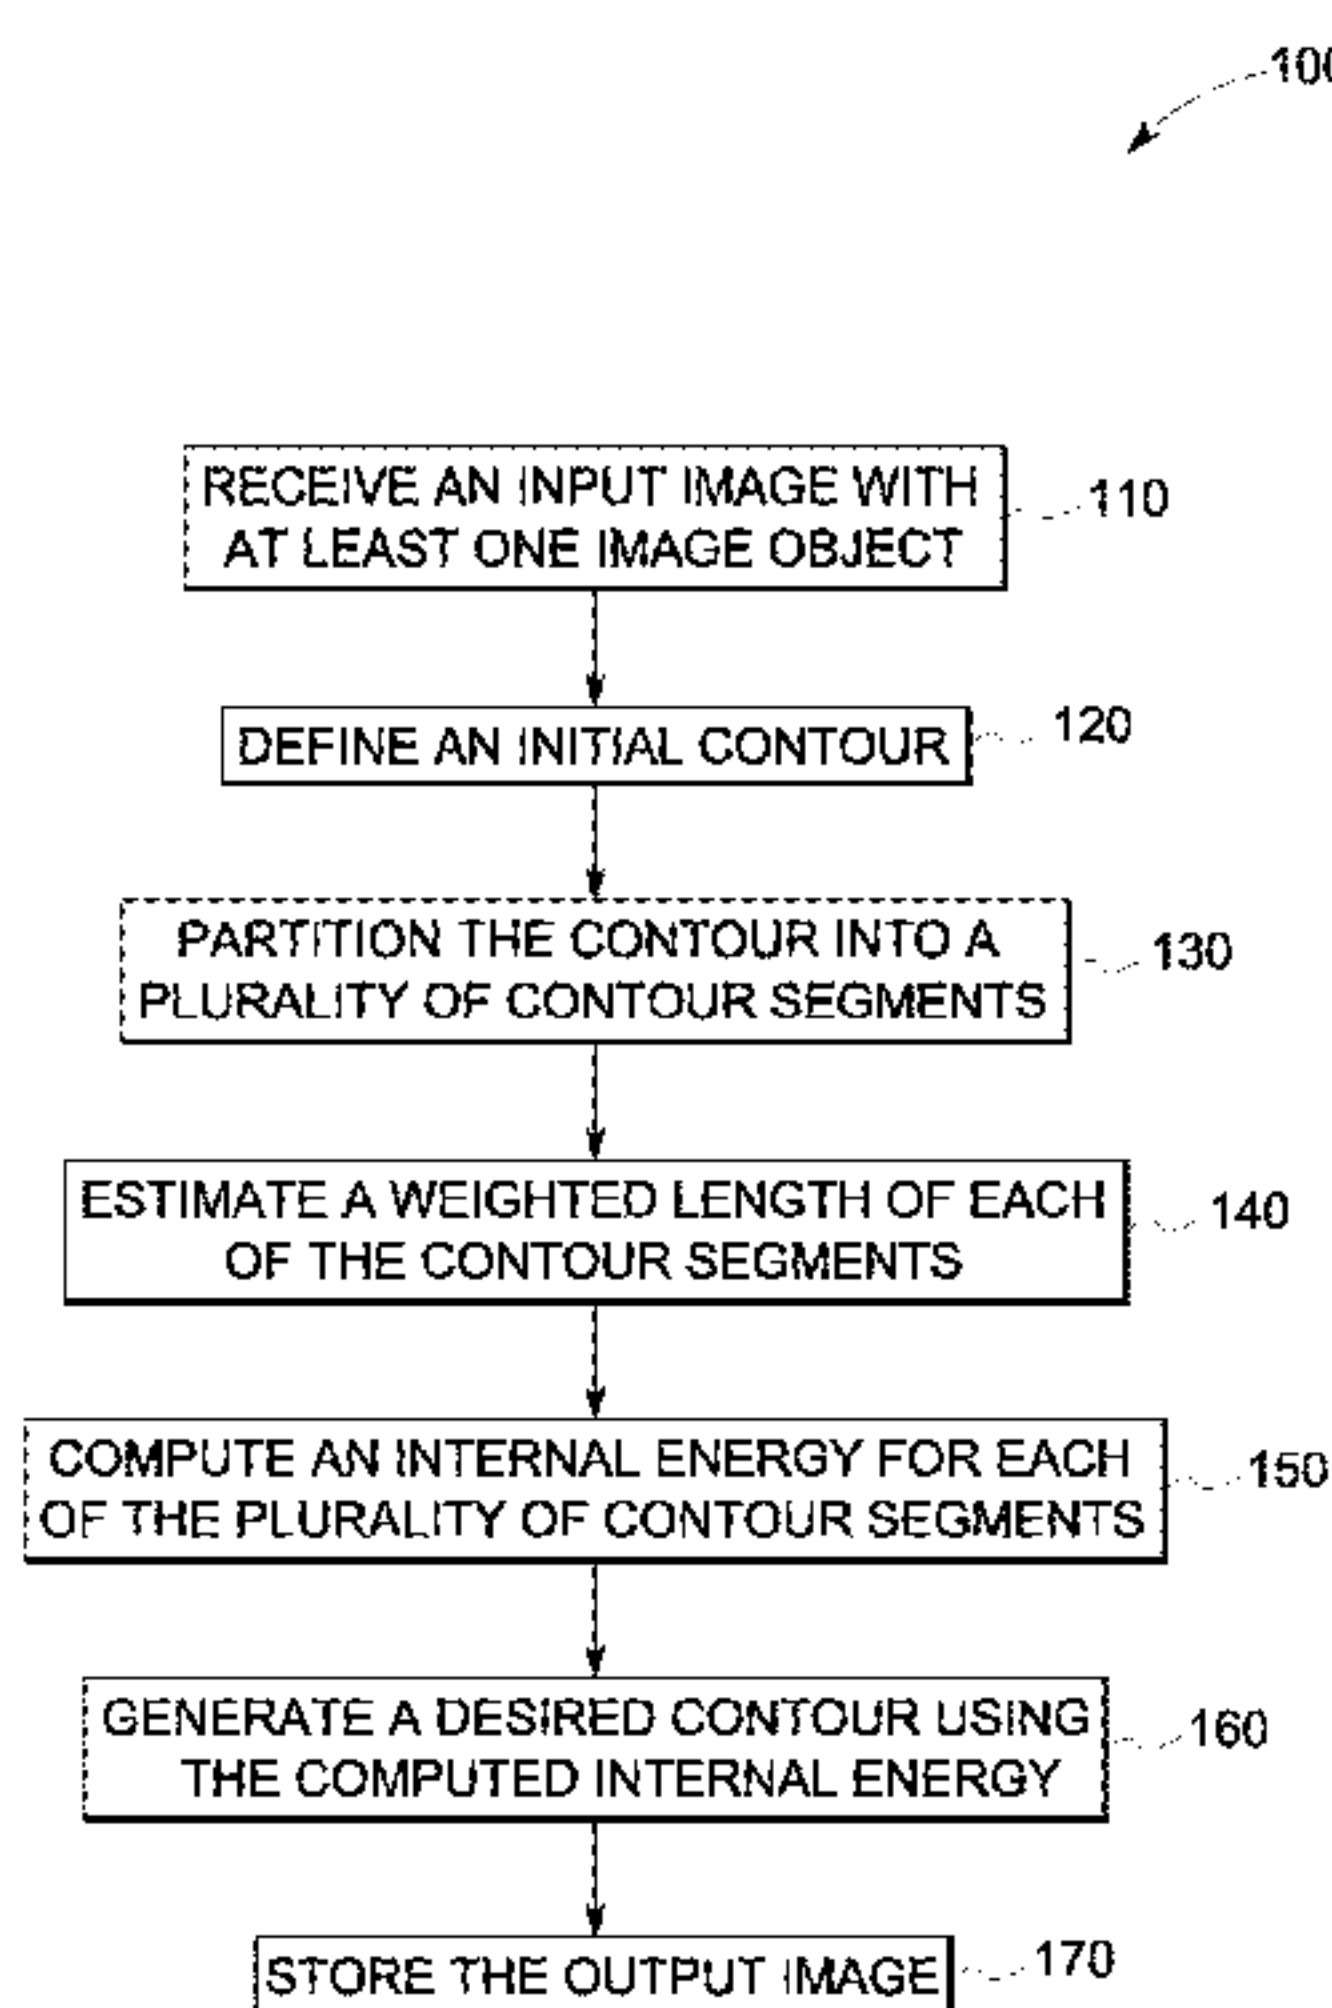 100
RECEIVE AN INPUT IMAGE WITH
AT LEAST ONE IMAGE OBJECT
110
DEFINE AN INITIAL CONTOUR
120
PARTITION THE CONTOUR INTO A
PLURALITY OF CONTOUR SEGMENTS
130
ESTIMATE A WEIGHTED LENGTH OF EACH
OF THE CONTOUR SEGMENTS
140
COMPUTE AN INTERNAL ENERGY FOR EACH
OF THE PLURALITY OF CONTOUR SEGMENTS
150
GENERATE A DESIRED CONTOUR USING
THE COMPUTED INTERNAL ENERGY
160
STORE THE OUTPUT IMAGE
170